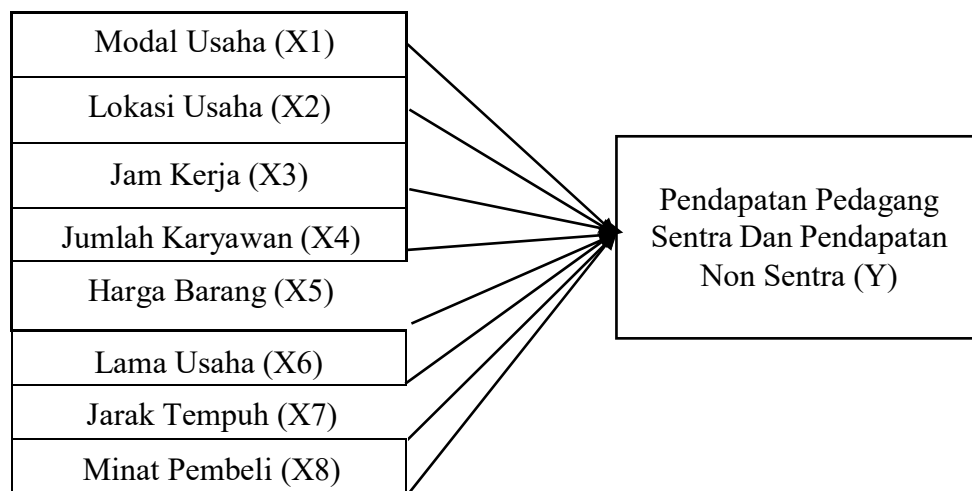 Modal Usaha (X1)
Lokasi Usaha (X2)
Jam Kerja (X3)
Jumlah Karyawan (X4)
Harga Barang (X5)
Lama Usaha (X6)
Jarak Tempuh (X7)
Minat Pembeli (X8)
Pendapatan Pedagang
Sentra Dan Pendapatan
Non Sentra (Y)